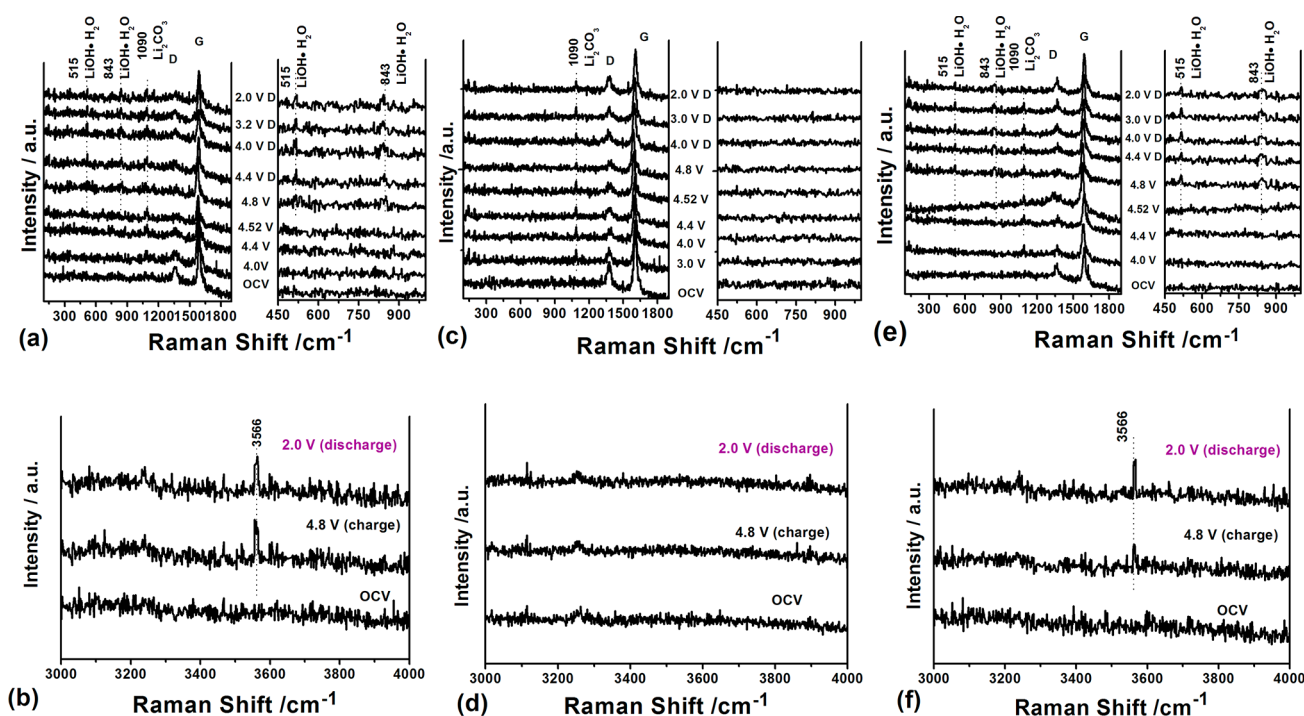 515
LiOH• H2O
843
LiOH• H2O
1090
Li2CO3
D
G
515
LiOH• H2O
843
LiOH• H2O
2.0 V D
3.2 V D
4.0 V D
4.4 V D
4.8 V
4.52 V
4.4 V
4.0V
OCV
Intensity / a.u.
300 600 900 1200 1500 1800
450 600 750 900
(a)
Raman Shift /cm-1
1090
Li2CO3
D
G
2.0 V D
3.0 V D
4.0 V D
4.8 V
4.52 V
4.4 V
4.0 V
3.0 V
OCV
Intensity / a.u.
300 600 900 1200 1500 1800
450 600 750 900
(c)
Raman Shift /cm-1
515
LiOH• H2O
843
LiOH• H2O
1090
Li2CO3
D
G
515
LiOH• H2O
843
LiOH• H2O
2.0 V D
3.0 V D
4.0 V D
4.4 V D
4.8 V
4.52 V
4.4 V
4.0 V
OCV
Intensity / a.u.
300 600 900 1200 1500 1800
450 600 750 900
(e)
Raman Shift /cm-1
3566
2.0 V (discharge)
4.8 V (charge)
OCV
Intensity / a.u.
3000 3200 3400 3600 3800 4000
(b)
Raman Shift /cm-1
2.0 V (discharge)
4.8 V (charge)
OCV
Intensity /a.u.
3000 3200 3400 3600 3800 4000
(d)
Raman Shift /cm-1
3566
2.0 V (discharge)
4.8 V (charge)
OCV
Intensity / a.u.
3000 3200 3400 3600 3800 4000
(f)
Raman Shift /cm-1